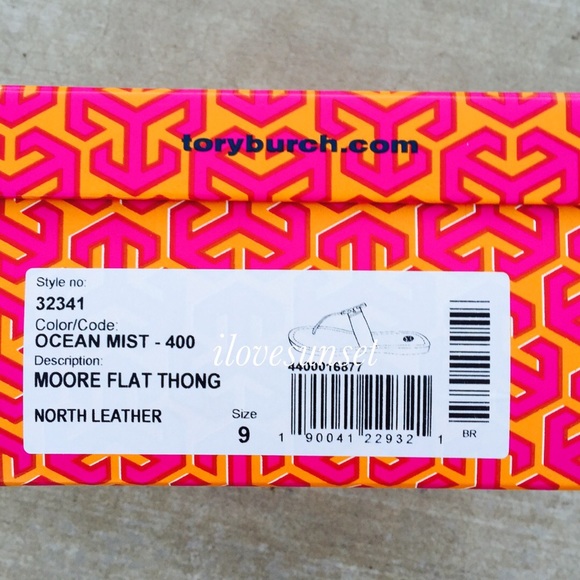 toryburch.com
Style no:
32341
Color/Code:
OCEAN MIST - 400
Description:
MOORE FLAT THONG
NORTH LEATHER
Size
9
ilovesunset
4400016877
1 90041 22932 1
BR